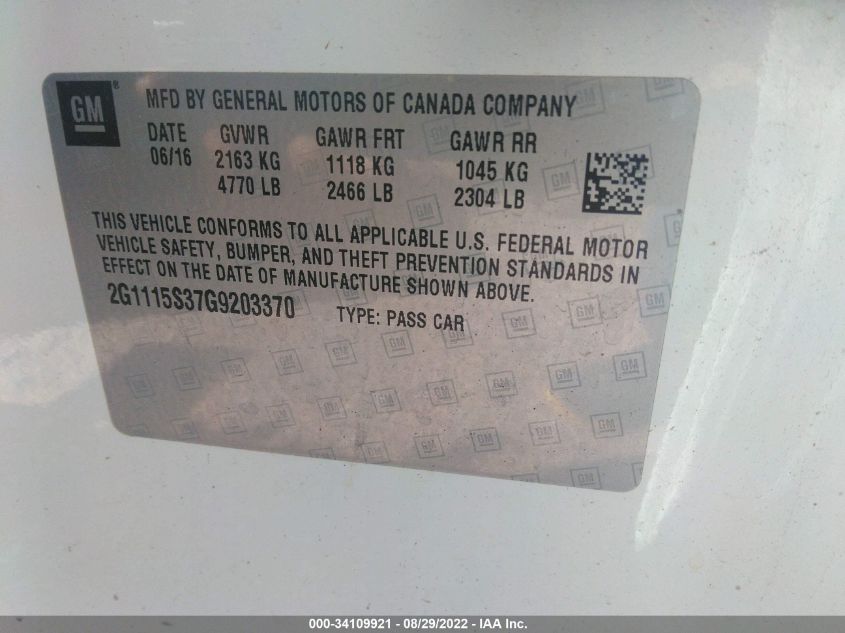 GM ® MFD BY GENERAL MOTORS OF CANADA COMPANY
DATE GVWR GAWR FRT GAWR RR
06/16 2163 KG 1118 KG 1045 KG
4770 LB 2466 LB 2304 LB
THIS VEHICLE CONFORMS TO ALL APPLICABLE U.S. FEDERAL MOTOR
VEHICLE SAFETY, BUMPER, AND THEFT PREVENTION STANDARDS IN
EFFECT ON THE DATE OF MANUFACTURE SHOWN ABOVE.
2G1115S37G9203370 TYPE: PASS CAR
000-34109921 - 08/29/2022 - IAA Inc.